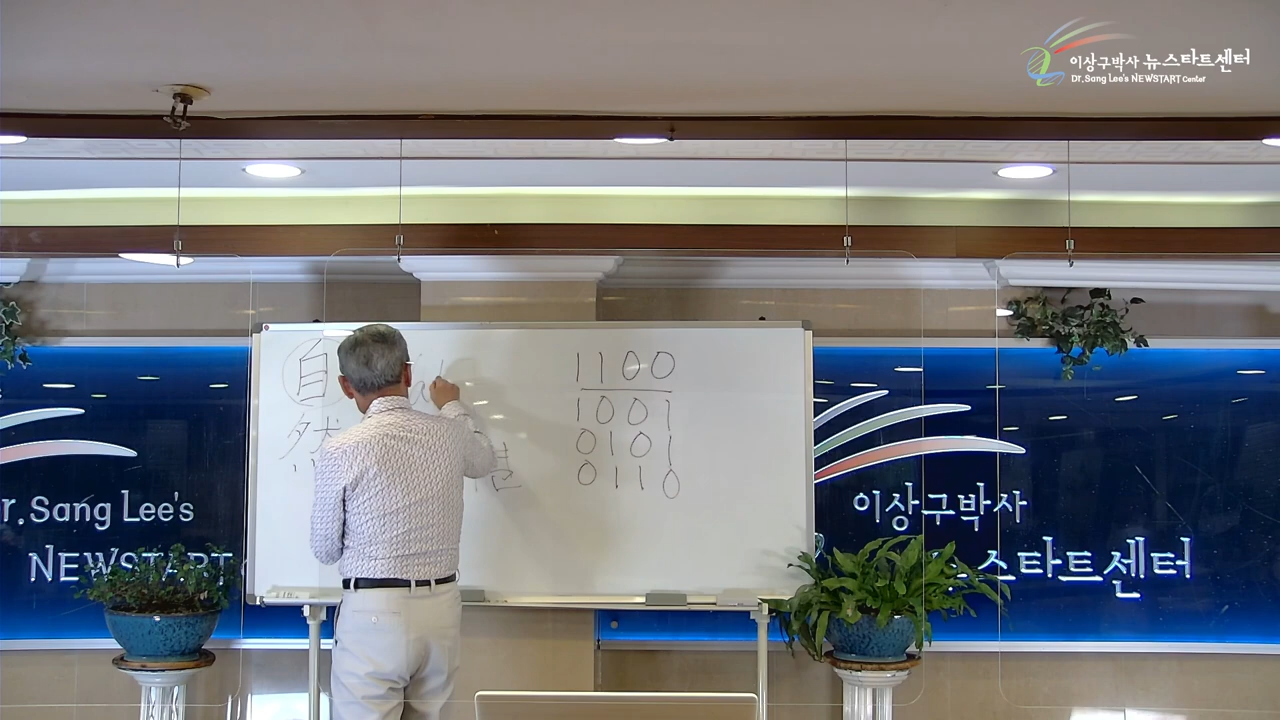 이상구박사 뉴스타트센터
Dr.Sang Lee's NEWSTART Center
自
然
1100
1001
0101
0110
r.Sang Lee's
NEWSTART
이상구박사
스타트센터